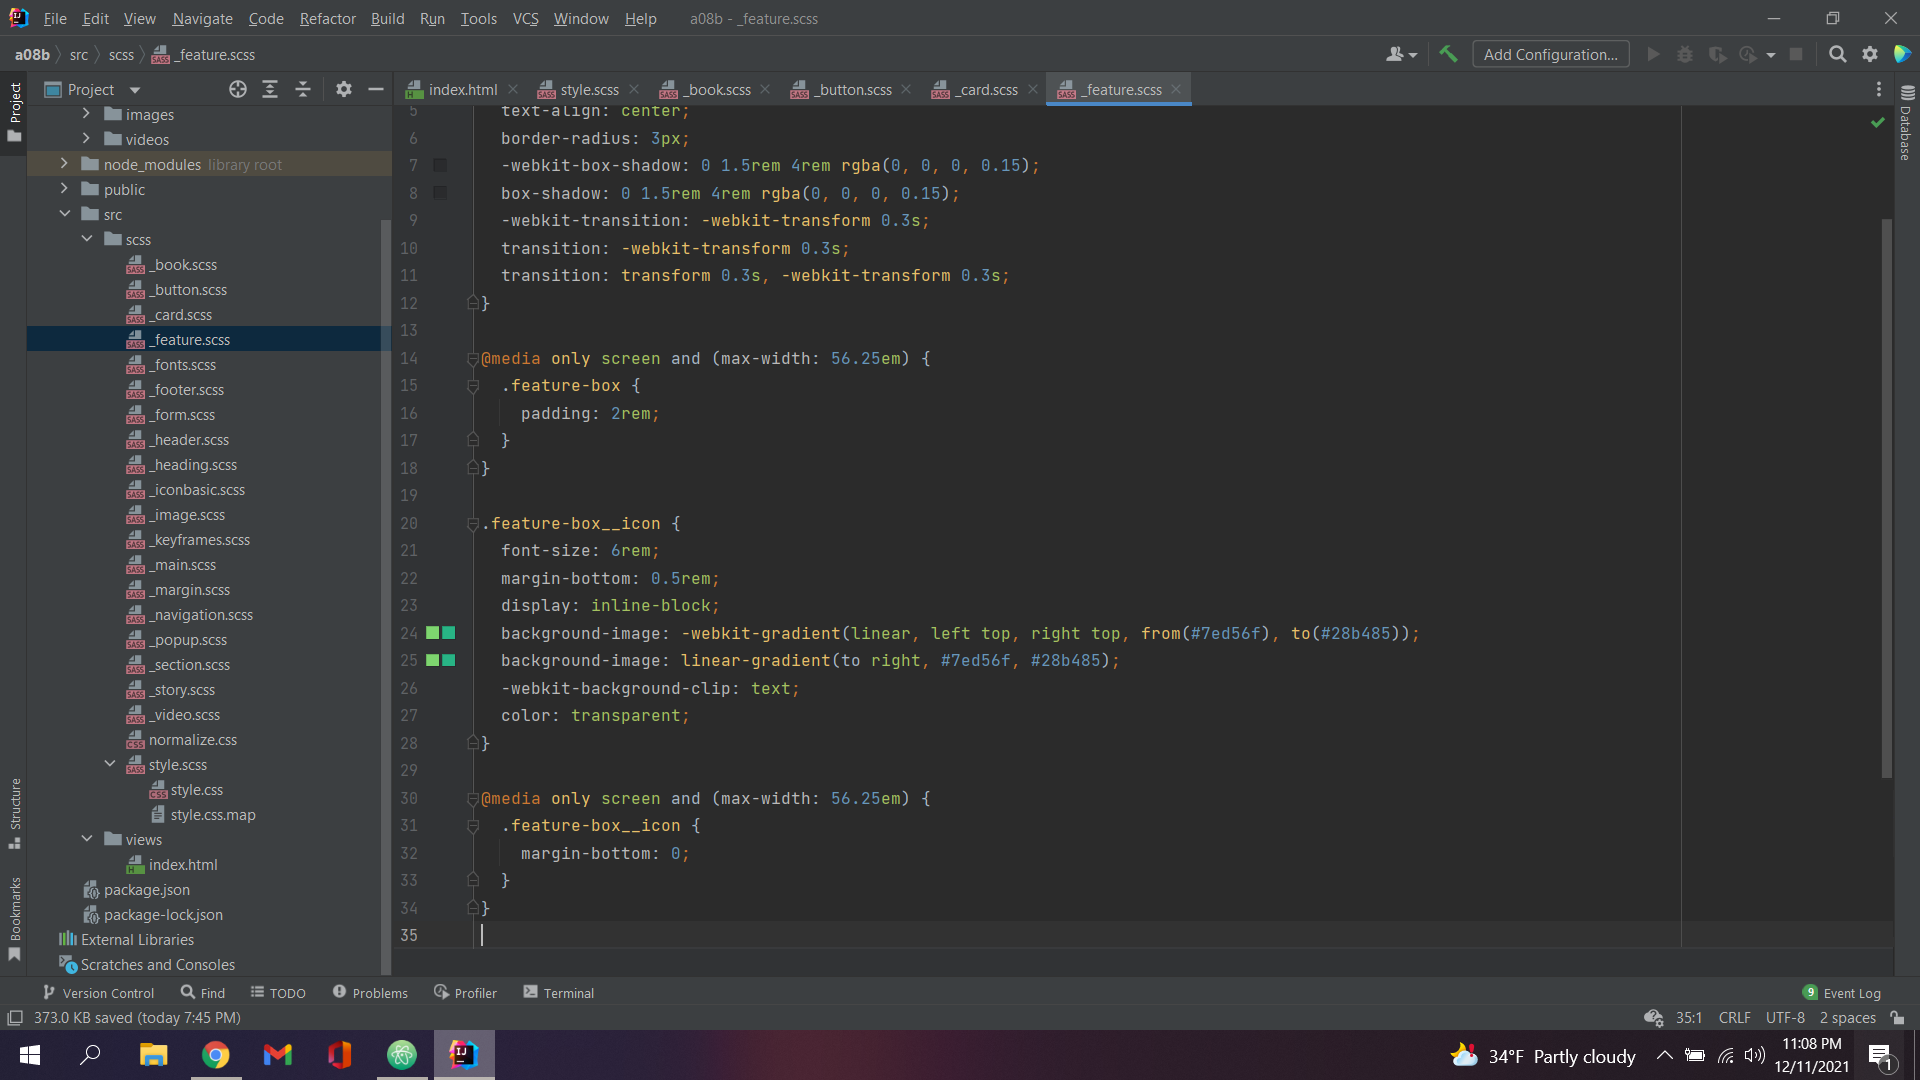 File Edit View Navigate Code Refactor Build Run Tools VCS Window Help a08b - _feature.scss
a08b src scss _feature.scss
Add Configuration...
Project
index.html style.scss _book.scss _button.scss _card.scss _feature.scss
Project
Database
images
videos
node_modules library root
public
src
scss
_book.scss
_button.scss
_card.scss
_feature.scss
_fonts.scss
_footer.scss
_form.scss
_header.scss
_heading.scss
_iconbasic.scss
_image.scss
_keyframes.scss
_main.scss
_margin.scss
_navigation.scss
_popup.scss
_section.scss
_story.scss
_video.scss
normalize.css
style.scss
style.css
style.css.map
views
index.html
package.json
package-lock.json
External Libraries
Scratches and Consoles
Structure
Bookmarks
5 text-align: center;
6 border-radius: 3px;
7 -webkit-box-shadow: 0 1.5rem 4rem rgba(0, 0, 0, 0.15);
8 box-shadow: 0 1.5rem 4rem rgba(0, 0, 0, 0.15);
9 -webkit-transition: -webkit-transform 0.3s;
10 transition: -webkit-transform 0.3s;
11 transition: transform 0.3s, -webkit-transform 0.3s;
12 }
13
14 @media only screen and (max-width: 56.25em) {
15 .feature-box {
16 padding: 2rem;
17 }
18 }
19
20 .feature-box__icon {
21 font-size: 6rem;
22 margin-bottom: 0.5rem;
23 display: inline-block;
24 background-image: -webkit-gradient(linear, left top, right top, from(#7ed56f), to(#28b485));
25 background-image: linear-gradient(to right, #7ed56f, #28b485);
26 -webkit-background-clip: text;
27 color: transparent;
28 }
29
30 @media only screen and (max-width: 56.25em) {
31 .feature-box__icon {
32 margin-bottom: 0;
33 }
34 }
35
Version Control Find TODO Problems Profiler Terminal 9 Event Log
373.0 KB saved (today 7:45 PM) 35:1 CRLF UTF-8 2 spaces
34°F Partly cloudy
11:08 PM
12/11/2021
1